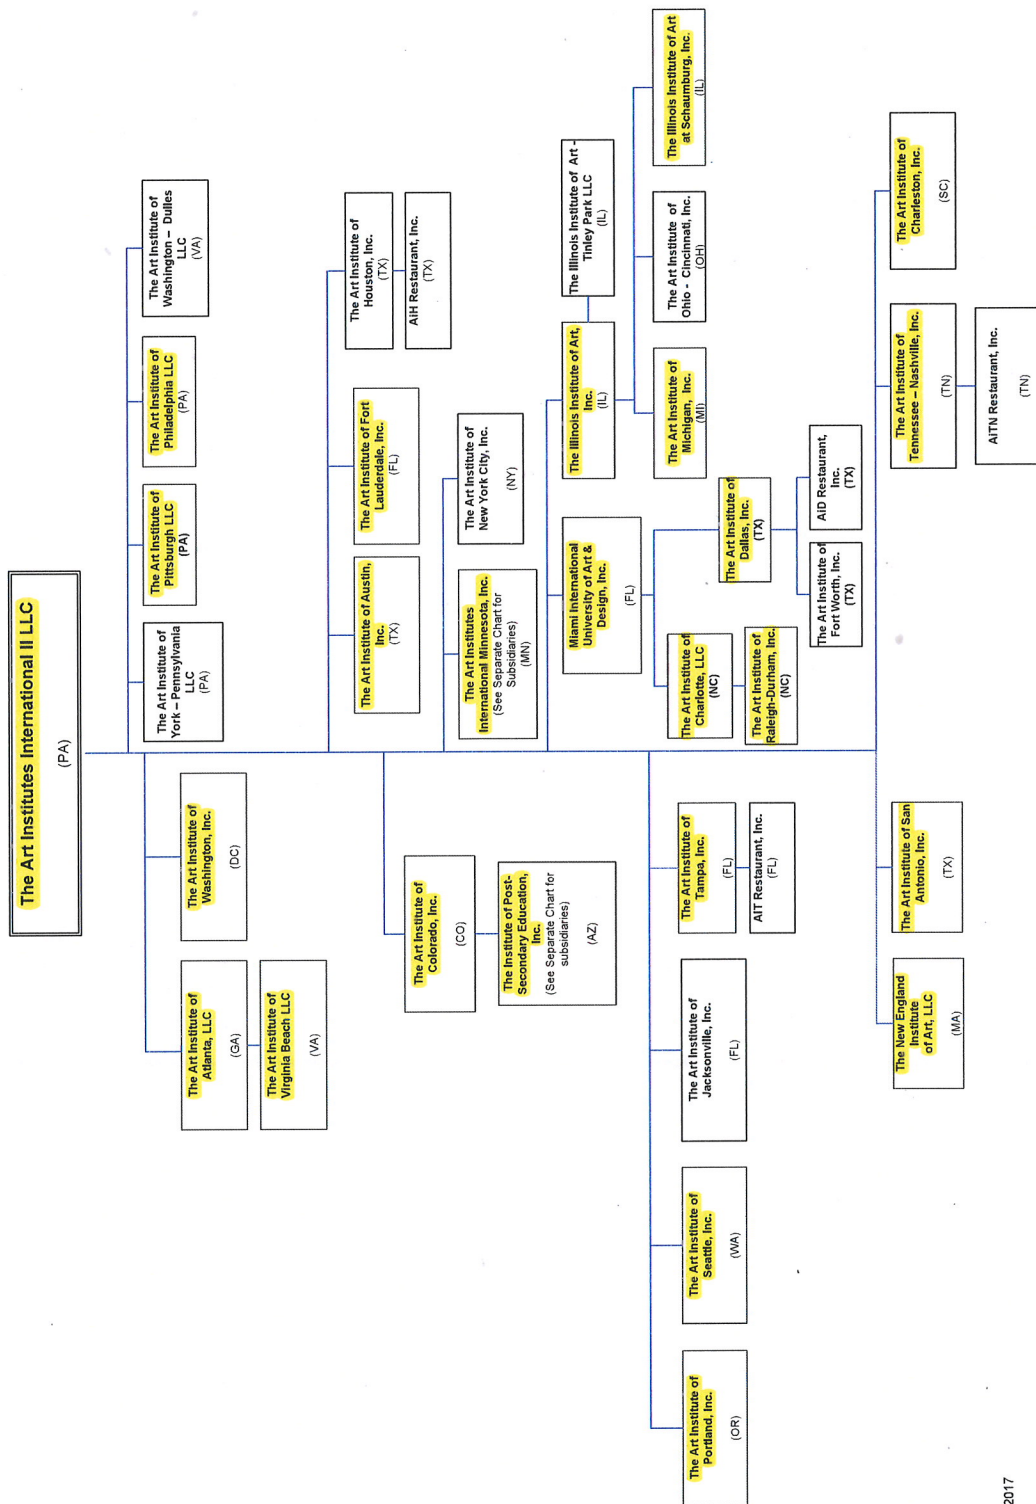 The Art Institutes International II LLC
(PA)
The Art Institute of
Atlanta, LLC
(GA)
The Art Institute of
Virginia Beach LLC
(VA)
The Art Institute of
Washington, Inc.
(DC)
The Art Institute of
York – Pennsylvania
LLC
(PA)
The Art Institute of
Pittsburgh LLC
(PA)
The Art Institute of
Philadelphia LLC
(PA)
The Art Institute of
Washington – Dulles
LLC
(VA)
The Art Institute of Austin,
Inc.
(TX)
The Art Institute of Fort
Lauderdale, Inc.
(FL)
The Art Institute of
Houston, Inc.
(TX)
AiH Restaurant, Inc.
(TX)
The Art Institute of
Colorado, Inc.
(CO)
The Institute of Post-
Secondary Education,
Inc.
(See Separate Chart for
subsidiaries)
(AZ)
The Art Institutes
International Minnesota, Inc.
(See Separate Chart for
Subsidiaries)
(MN)
The Art Institute of
New York City, Inc.
(NY)
Miami International
University of Art &
Design, Inc.
(FL)
The Illinois Institute of Art,
Inc.
(IL)
The Illinois Institute of Art -
Tinley Park LLC
(IL)
The Art Institute of
Charlotte, LLC
(NC)
The Art Institute of
Raleigh-Durham, Inc.
(NC)
The Art Institute of
Dallas, Inc.
(TX)
The Art Institute of
Fort Worth, Inc.
(TX)
AiD Restaurant,
Inc.
(TX)
The Art Institute of
Michigan, Inc.
(MI)
The Art Institute of
Ohio - Cincinnati, Inc.
(OH)
The Illinois Institute of Art
at Schaumburg, Inc.
(IL)
The Art Institute of
Portland, Inc.
(OR)
The Art Institute of
Seattle, Inc.
(WA)
The Art Institute of
Jacksonville, Inc.
(FL)
The Art Institute of
Tampa, Inc.
(FL)
AIT Restaurant, Inc.
(FL)
The New England
Institute
of Art, LLC
(MA)
The Art Institute of San
Antonio, Inc.
(TX)
The Art Institute of
Tennessee – Nashville, Inc.
(TN)
AiTN Restaurant, Inc.
(TN)
The Art Institute of
Charleston, Inc.
(SC)
2017